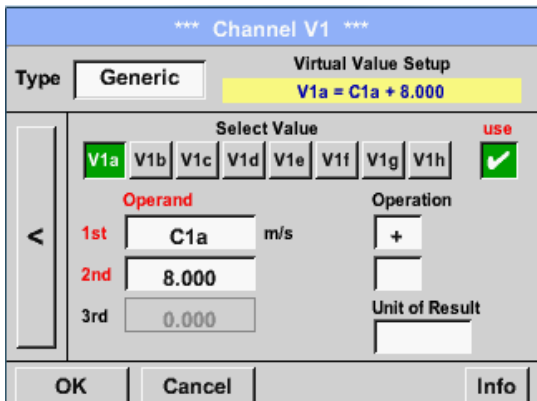 *** Channel V1 ***
Type Generic Virtual Value Setup
V1a = C1a + 8.000
Select Value use
V1a V1b V1c V1d V1e V1f V1g V1h ✔
Operand Operation
< 1st C1a m/s +
2nd 8.000
3rd 0.000 Unit of Result
OK Cancel Info